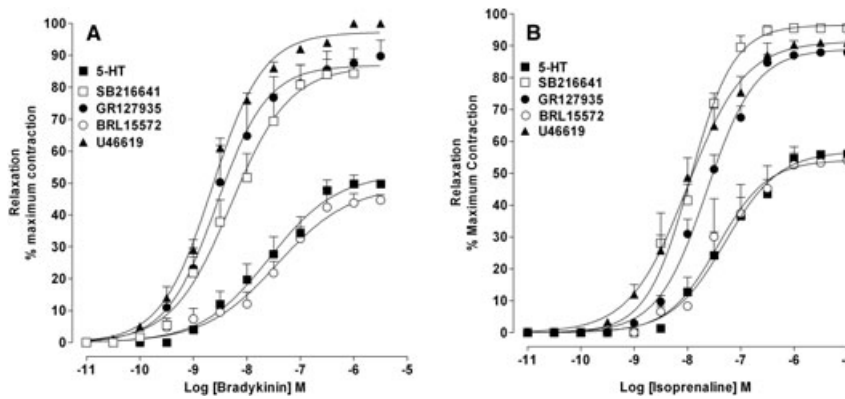 A
5-HT
SB216641
GR127935
BRL15572
U46619
Relaxation
% maximum contraction
100
90
80
70
60
50
40
30
20
10
0
-11
-10
-9
-8
-7
-6
-5
Log [Bradykinin] M
B
5-HT
SB216641
GR127935
BRL15572
U46619
Relaxation
% Maximum Contraction
100
90
80
70
60
50
40
30
20
10
0
-11
-10
-9
-8
-7
-6
-5
Log [Isoprenaline] M